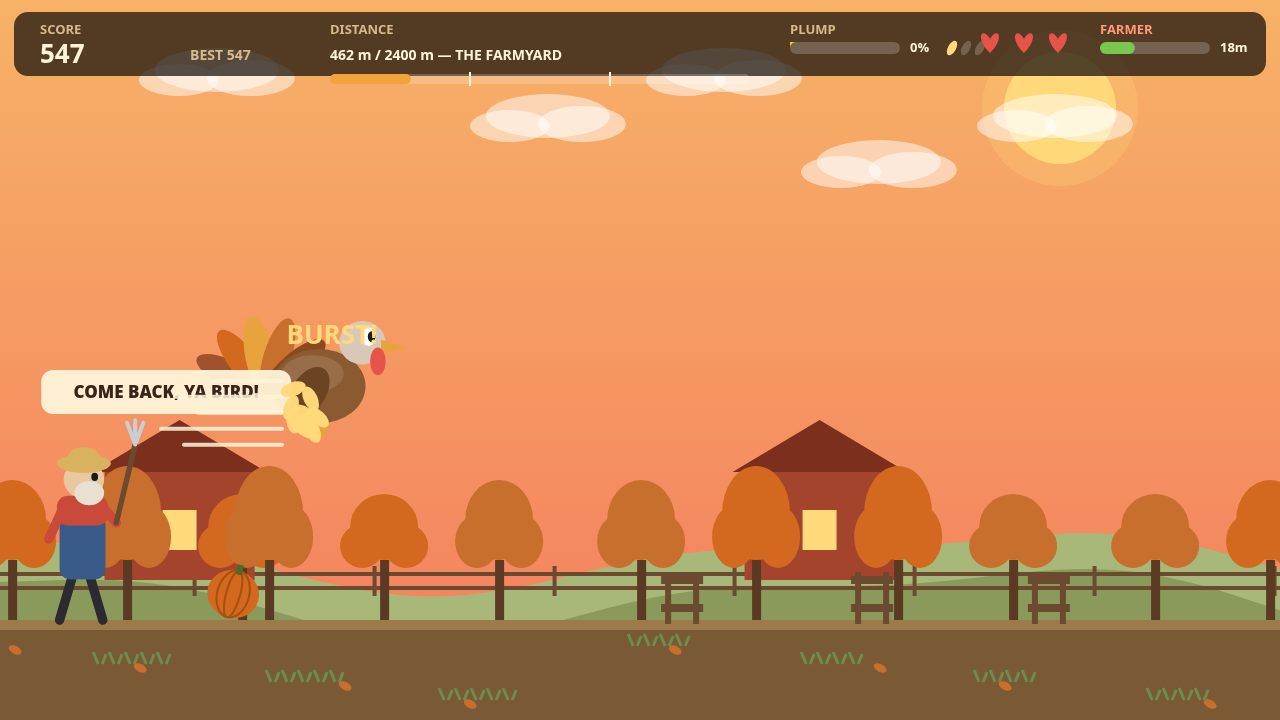 SCORE
547
BEST 547
DISTANCE
462 m / 2400 m — THE FARMYARD
PLUMP
0%
FARMER
18m
BURST!
COME BACK, YA BIRD!